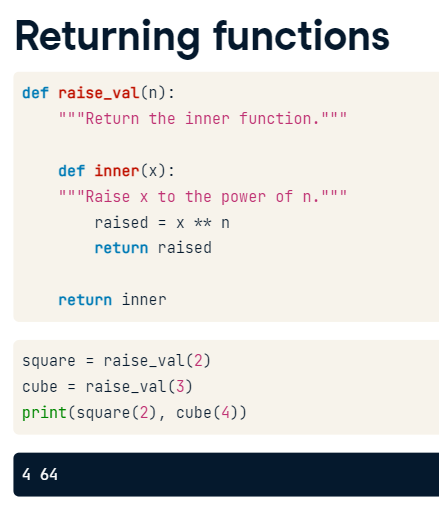 Returning functions
def raise_val(n):
    """Return the inner function."""

    def inner(x):
    """Raise x to the power of n."""
        raised = x ** n
        return raised

    return inner

square = raise_val(2)
cube = raise_val(3)
print(square(2), cube(4))

4 64